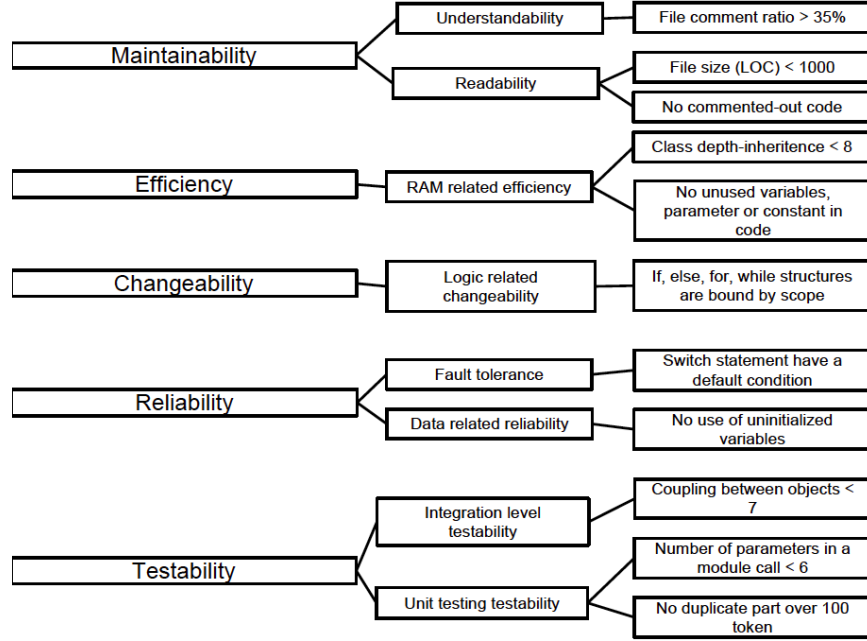 Maintainability
Understandability
File comment ratio > 35%
Readability
File size (LOC) < 1000
No commented-out code
Efficiency
RAM related efficiency
Class depth-inheritence < 8
No unused variables,
parameter or constant in
code
Changeability
Logic related
changeability
If, else, for, while structures
are bound by scope
Reliability
Fault tolerance
Switch statement have a
default condition
Data related reliability
No use of uninitialized
variables
Testability
Integration level
testability
Coupling between objects <
7
Unit testing testability
Number of parameters in a
module call < 6
No duplicate part over 100
token